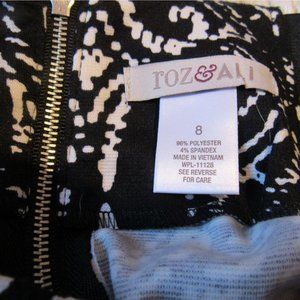 roz&ALI
8
96% POLYESTER
4% SPANDEX
MADE IN VIETNAM
WPL-11128
SEE REVERSE
FOR CARE